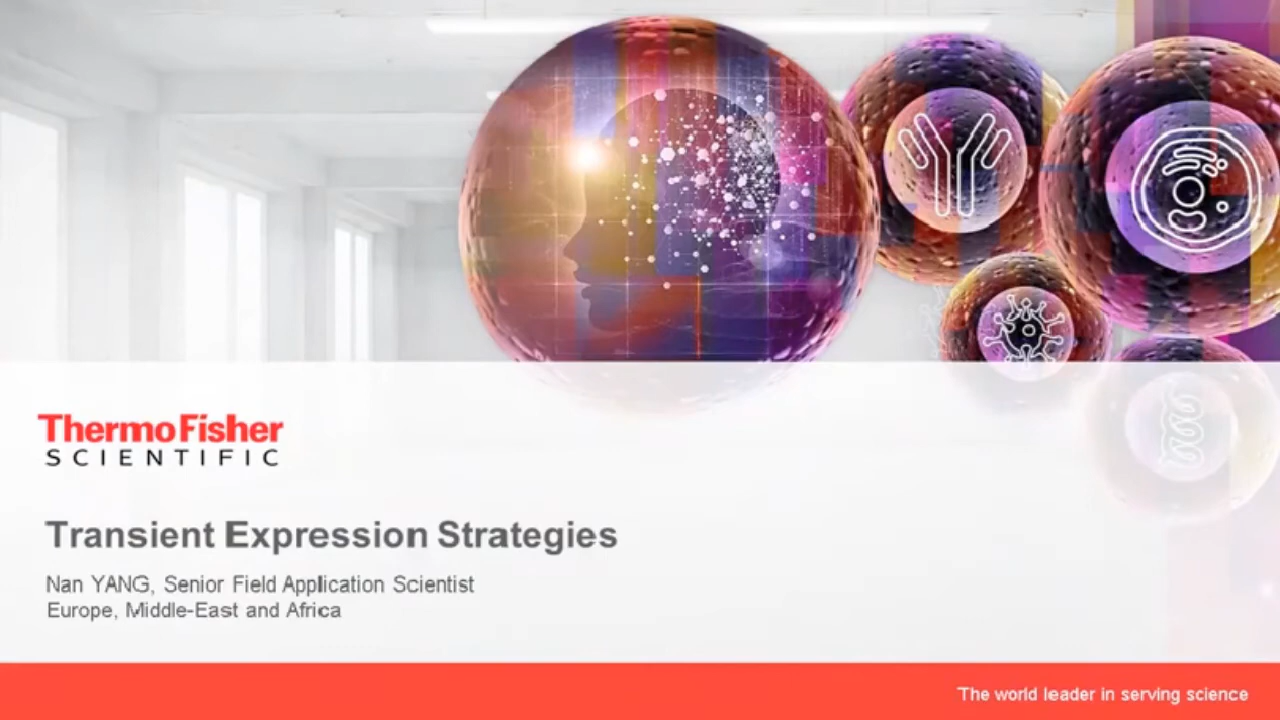 ThermoFisher
SCIENTIFIC
Transient Expression Strategies
Nan YANG, Senior Field Application Scientist
Europe, Middle-East and Africa
The world leader in serving science